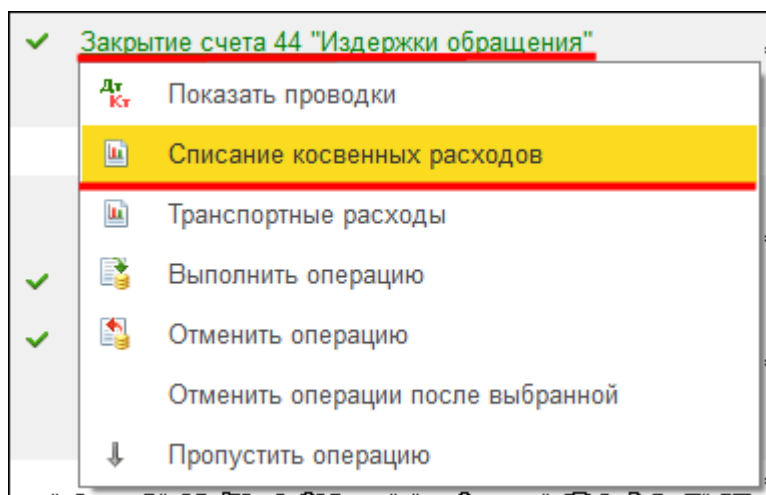 Закрытие счета 44 "Издержки обращения"
Дт
Кт
Показать проводки
Списание косвенных расходов
Транспортные расходы
Выполнить операцию
Отменить операцию
Отменить операции после выбранной
Пропустить операцию